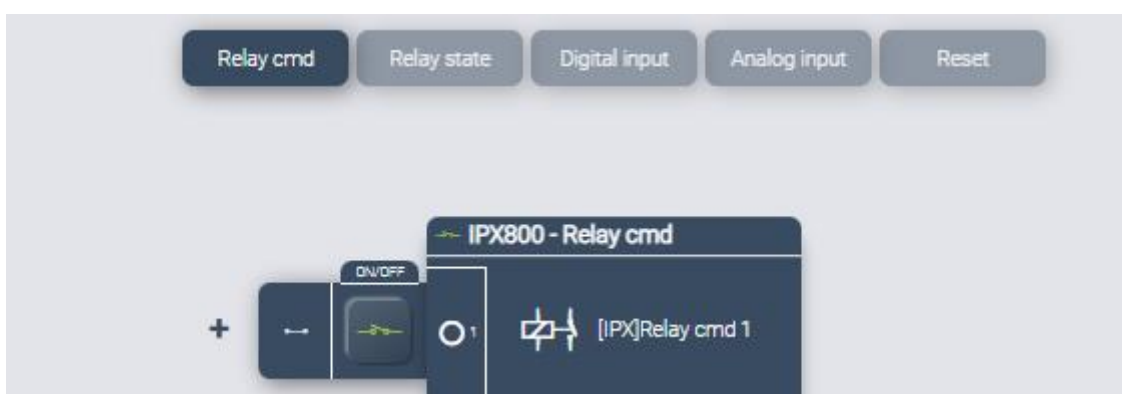 Relay cmd Relay state Digital input Analog input Reset
IPX800 - Relay cmd
ON/OFF
+ 1 [IPX]Relay cmd 1